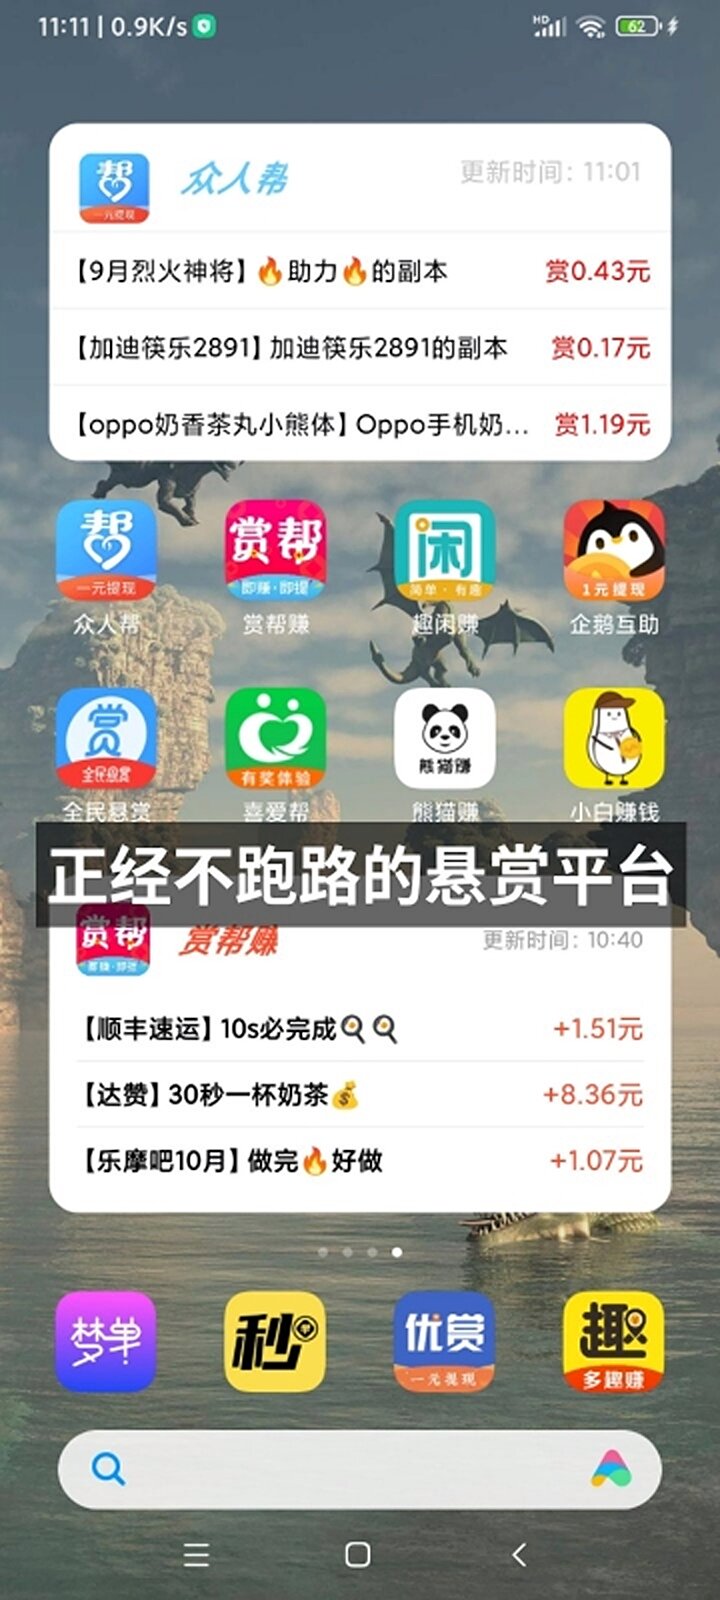 11:11 | 0.9K/s
HD
62
帮
一元提现
众人帮
更新时间：11:01
【9月烈火神将】🔥助力🔥的副本
赏0.43元
【加迪筷乐2891】加迪筷乐2891的副本
赏0.17元
【oppo奶香茶丸小熊体】Oppo手机奶...
赏1.19元
帮
一元提现
赏帮
即赚·即提
闲
简单·有趣
1元提现
众人帮
赏帮赚
趣闲赚
企鹅互助
赏
全民悬赏
有奖体验
熊猫赚
全民悬赏
喜爱帮
熊猫赚
小白赚钱
正经不跑路的悬赏平台
赏帮
赏帮赚
更新时间：10:40
【顺丰速运】10s必完成🍳🍳
+1.51元
【达赞】30秒一杯奶茶💰
+8.36元
【乐摩吧10月】做完🔥好做
+1.07元
梦单
秒
优赏
一元提现
趣
多趣赚